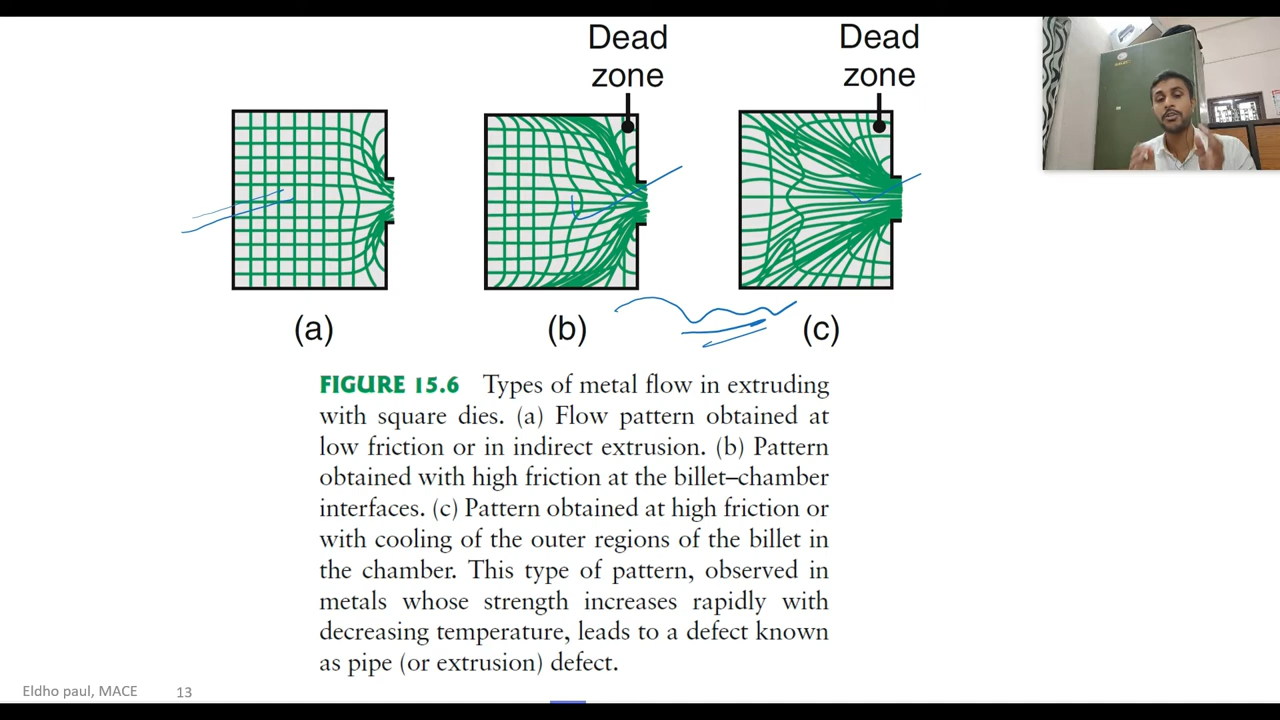 Dead
zone
Dead
zone
(a)
(b)
(c)
FIGURE 15.6 Types of metal flow in extruding
with square dies. (a) Flow pattern obtained at
low friction or in indirect extrusion. (b) Pattern
obtained with high friction at the billet–chamber
interfaces. (c) Pattern obtained at high friction or
with cooling of the outer regions of the billet in
the chamber. This type of pattern, observed in
metals whose strength increases rapidly with
decreasing temperature, leads to a defect known
as pipe (or extrusion) defect.
Eldho paul, MACE
13